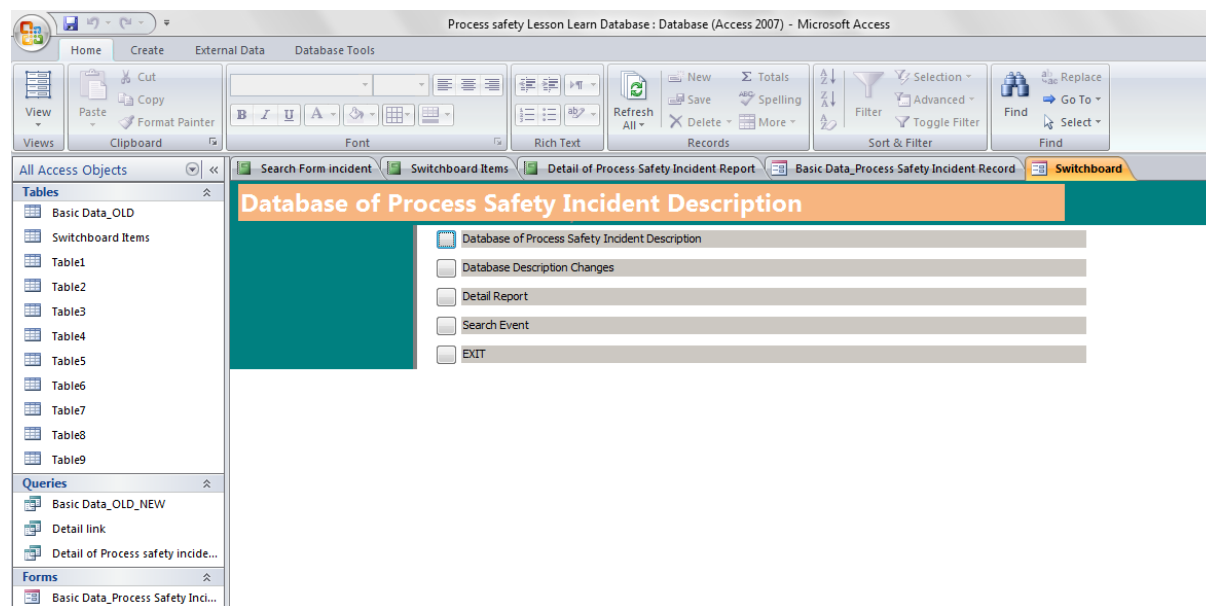 Process safety Lesson Learn Database : Database (Access 2007) - Microsoft Access
Home Create External Data Database Tools
View
Paste
Cut
Copy
Format Painter
B I U A
Refresh
All
New
Save
Delete
Σ Totals
Spelling
More
Filter
Selection
Advanced
Toggle Filter
Find
Replace
Go To
Select
Views Clipboard Font Rich Text Records Sort & Filter Find
All Access Objects
Search Form incident Switchboard Items Detail of Process Safety Incident Report Basic Data_Process Safety Incident Record Switchboard
Tables
Basic Data_OLD
Switchboard Items
Table1
Table2
Table3
Table4
Table5
Table6
Table7
Table8
Table9
Queries
Basic Data_OLD_NEW
Detail link
Detail of Process safety incide...
Forms
Basic Data_Process Safety Inci...
Database of Process Safety Incident Description
Database of Process Safety Incident Description
Database Description Changes
Detail Report
Search Event
EXIT